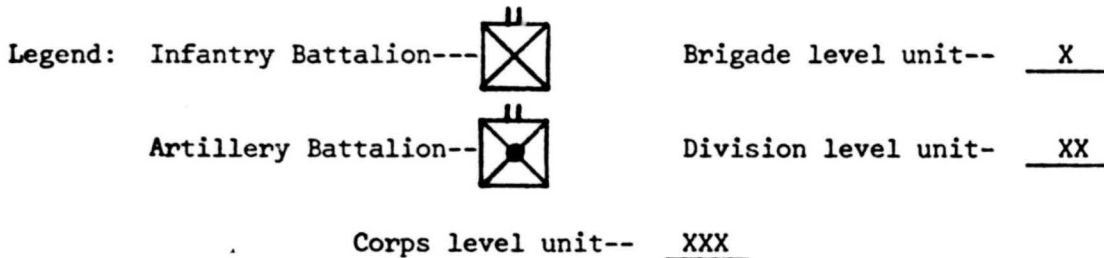 Legend: Infantry Battalion--- Brigade level unit-- X
Artillery Battalion-- Division level unit- XX
Corps level unit-- XXX